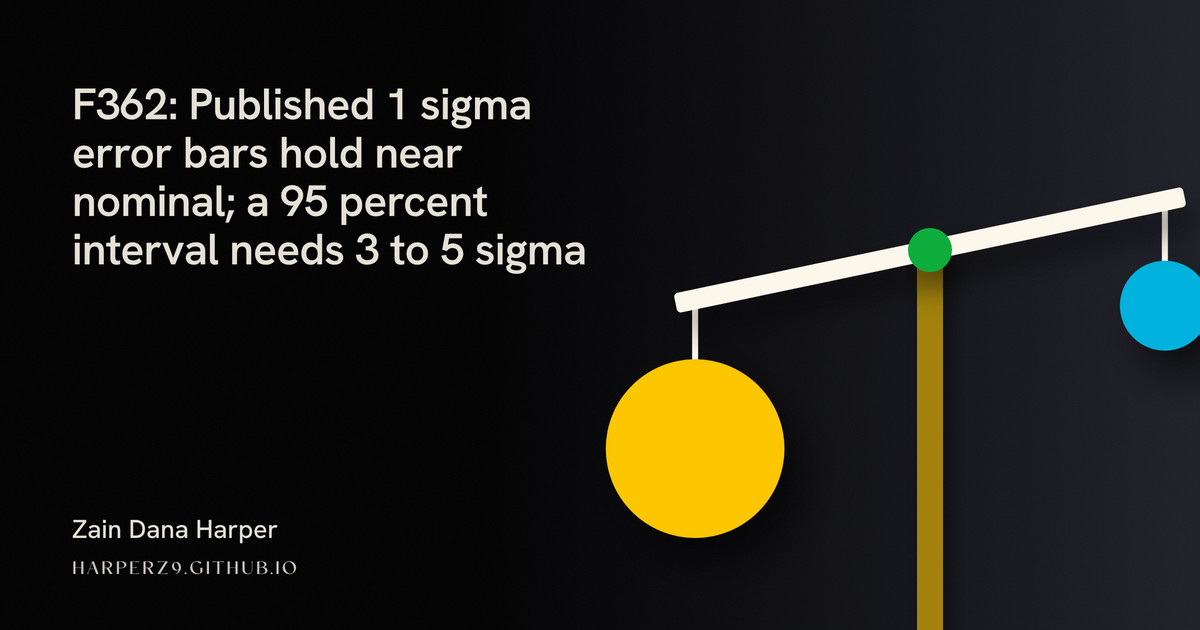 F362: Published 1 sigma
error bars hold near
nominal; a 95 percent
interval needs 3 to 5 sigma
Zain Dana Harper
HARPERZ9.GITHUB.IO